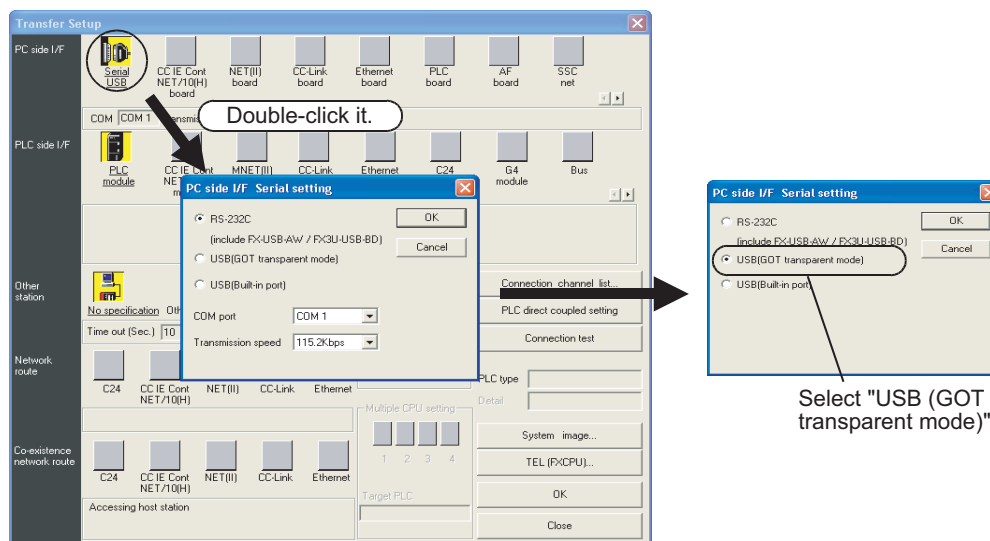 Transfer Setup
PC side I/F
Serial
USB
CC IE Cont
NET/10(H)
board
NET(II)
board
CC-Link
board
Ethernet
board
PLC
board
AF
board
SSC
net
COM COM 1
Double-click it.
PLC side I/F
PLC
module
CC IE Cont
MNET(II)
CC-Link
Ethernet
C24
G4
module
Bus
PC side I/F Serial setting
RS-232C
(include FX-USB-AW / FX3U-USB-BD)
USB(GOT transparent mode)
USB(Built-in port)
COM port
COM 1
Transmission speed
115.2Kbps
OK
Cancel
Other
station
No specification
Time out (Sec.) 10
Connection channel list...
PLC direct coupled setting
Connection test
Network
route
C24
CC IE Cont
NET/10(H)
NET(II)
CC-Link
Ethernet
PLC type
Detail
Multiple CPU setting
1 2 3 4
Target PLC
System image...
TEL (FXCPU)...
OK
Close
Co-existence
network route
C24
CC IE Cont
NET/10(H)
NET(II)
CC-Link
Ethernet
Accessing host station
PC side I/F Serial setting
RS-232C
(include FX-USB-AW / FX3U-USB-BD)
USB(GOT transparent mode)
USB(Built-in port)
OK
Cancel
Select "USB (GOT
transparent mode)"